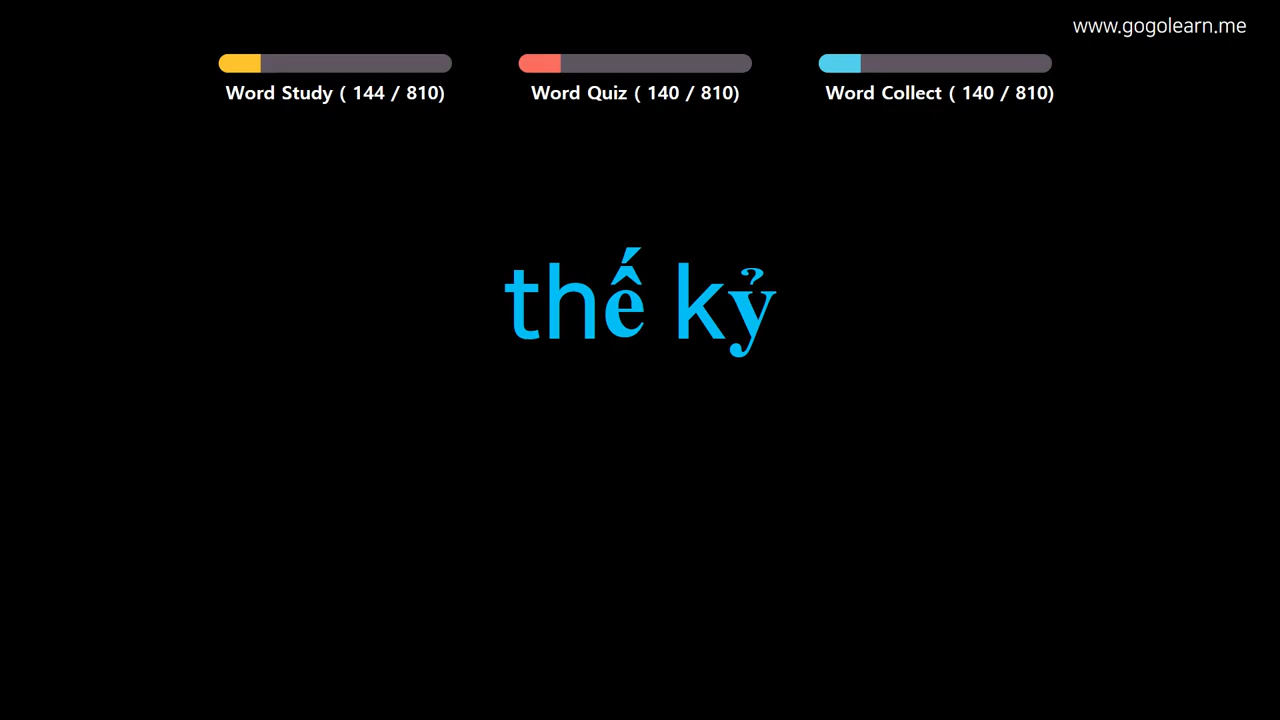 www.gogolearn.me
Word Study ( 144 / 810)
Word Quiz ( 140 / 810)
Word Collect ( 140 / 810)
thế kỷ